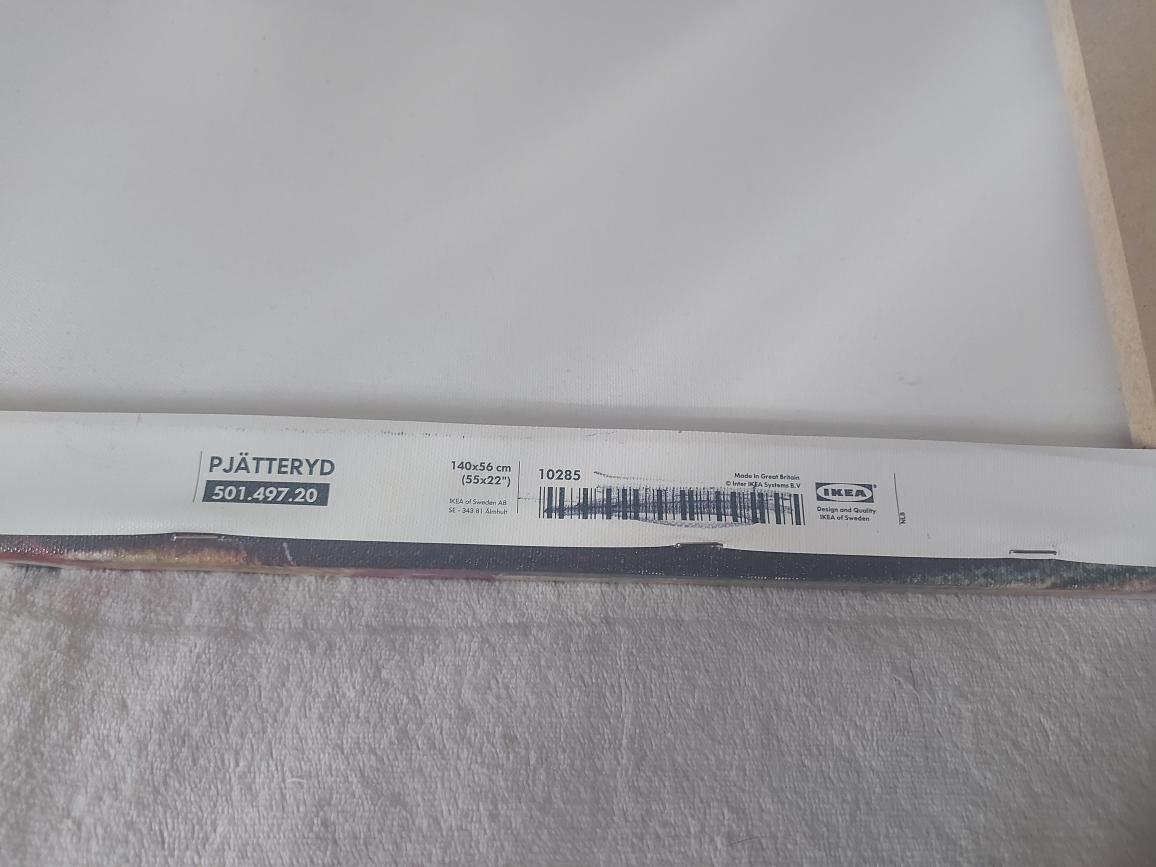 PJÄTTERYD
501.497.20
140x56 cm
(55x22")
IKEA of Sweden AB
SE - 343 81 Älmhult
10285
Made in Great Britain
© Inter IKEA Systems B.V
IKEA®
Design and Quality
IKEA of Sweden
NLB